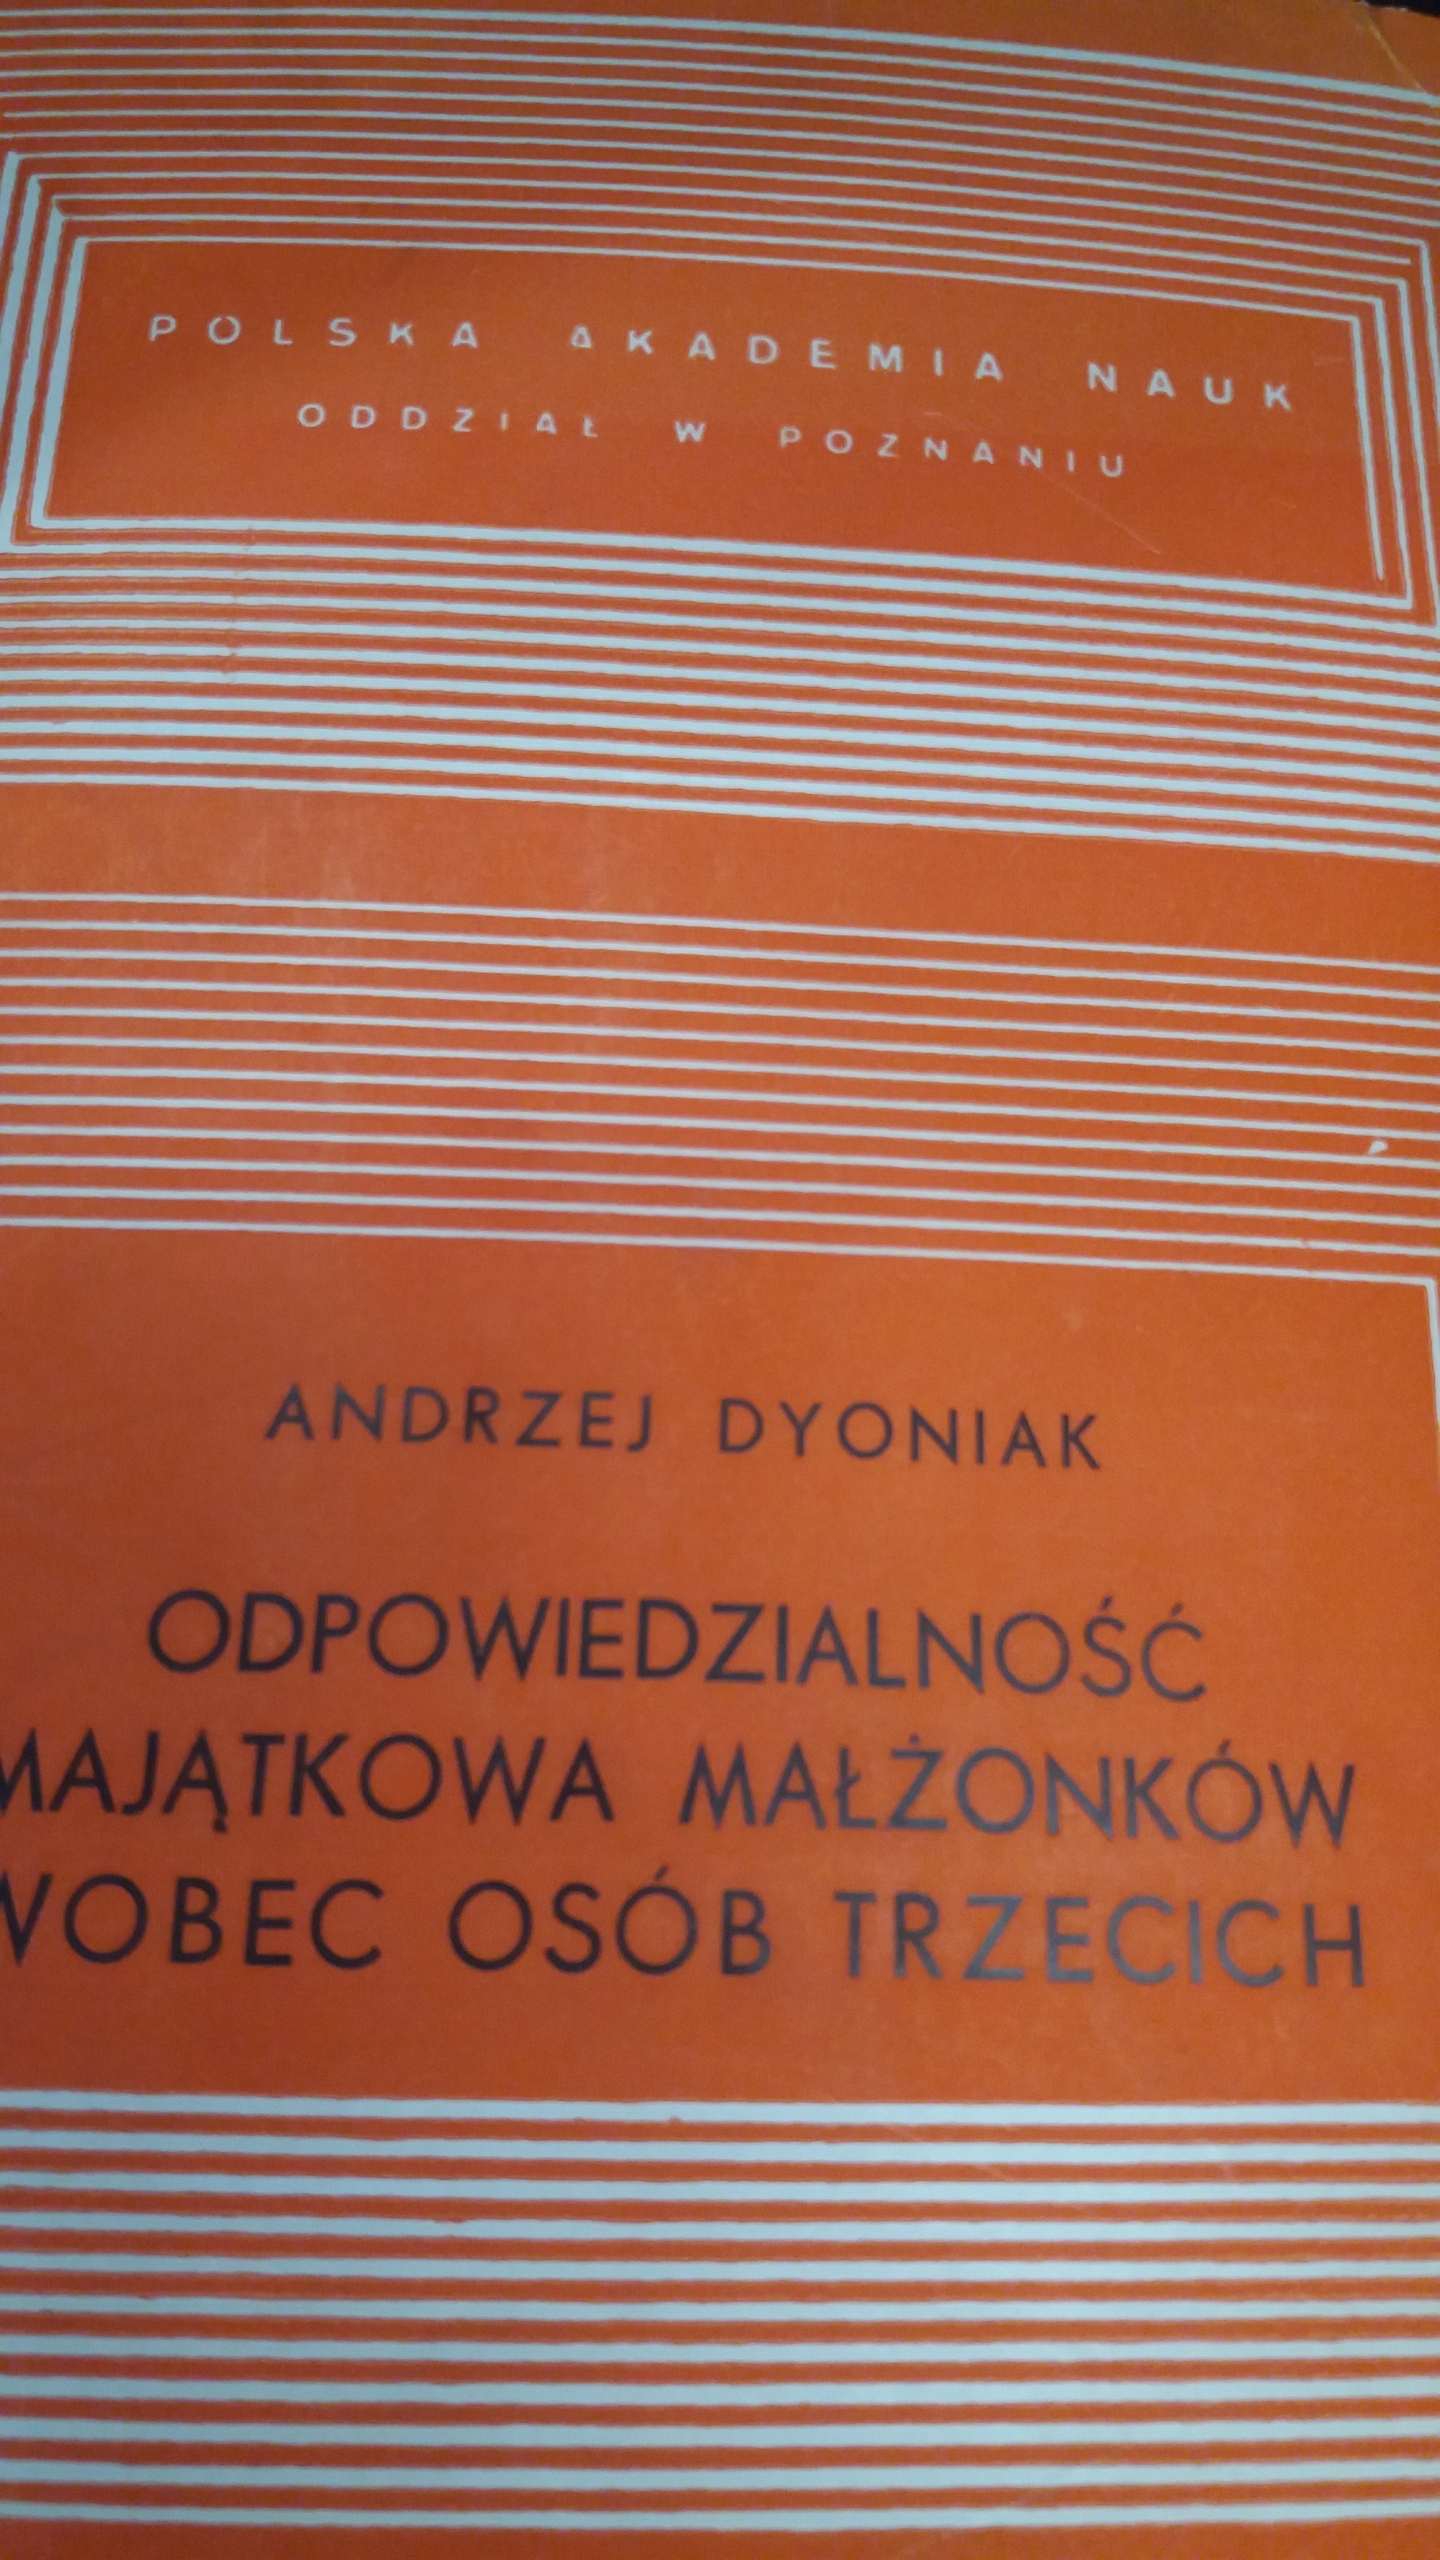 POLSKA AKADEMIA NAUK
ODDZIAŁ W POZNANIU
ANDRZEJ DYONIAK
ODPOWIEDZIALNOŚĆ
MAJĄTKOWA MAŁŻONKÓW
WOBEC OSÓB TRZECICH